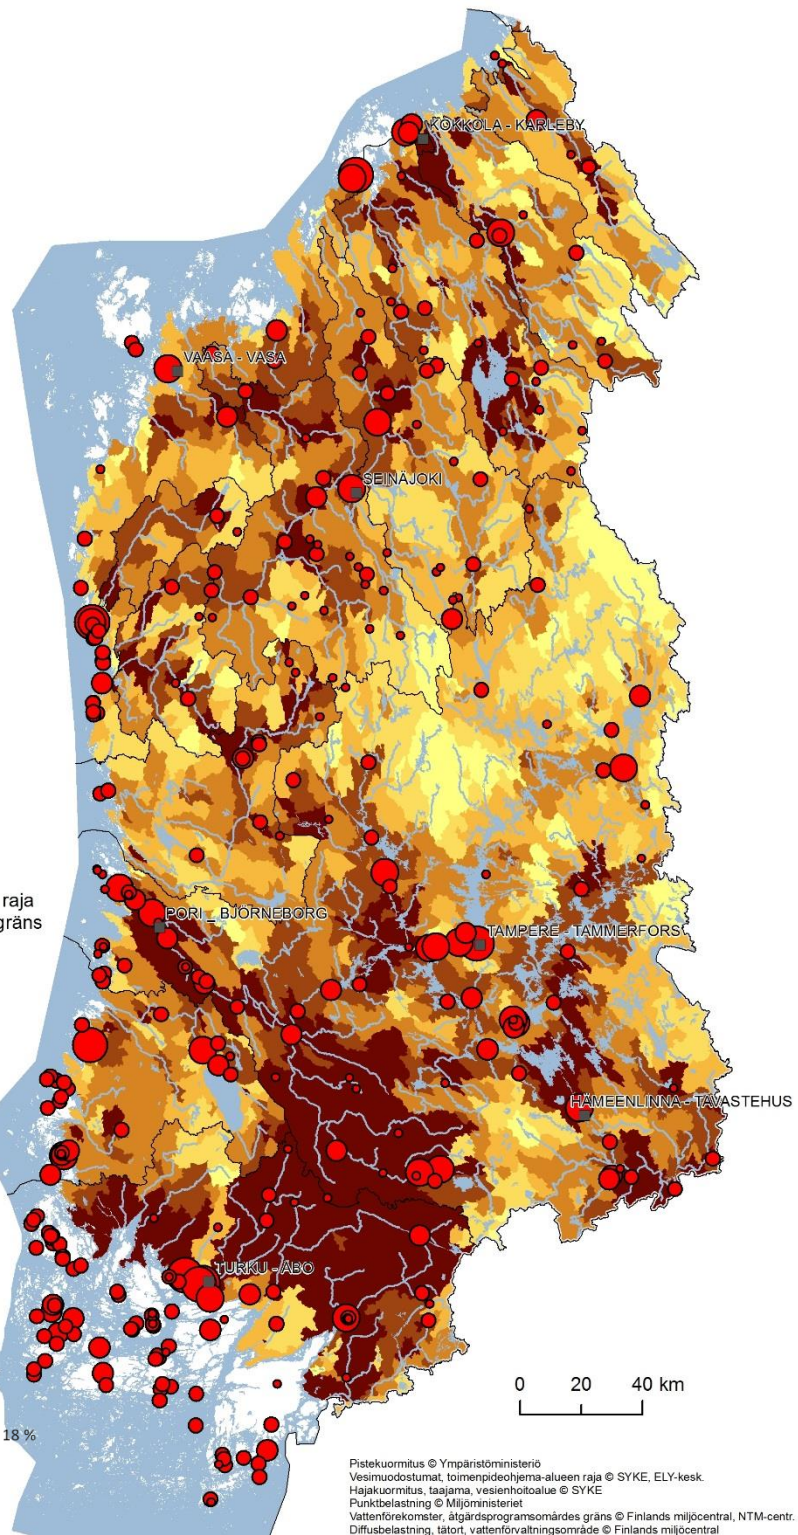 KOKKOLA - KARLEBY
VAASA - VASA
SEINÄJOKI
raja
gräns
PORI _ BJÖRNEBORG
TAMPERE - TAMMERFORS
HÄMEENLINNA - TAVASTEHUS
TURKU - ÅBO
0 20 40 km
18 %
Pistekuormitus © Ympäristöministeriö
Vesimuodostumat, toimenpideohjema-alueen raja © SYKE, ELY-kesk.
Hajakuormitus, taajama, vesienhoitoalue © SYKE
Punktbelastning © Miljöministeriet
Vattenförekomster, åtgärdsprogramsomårdes gräns © Finlands miljöcentral, NTM-centr.
Diffusbelastning, tätort, vattenförvaltningsområde © Finlands miljöcentral